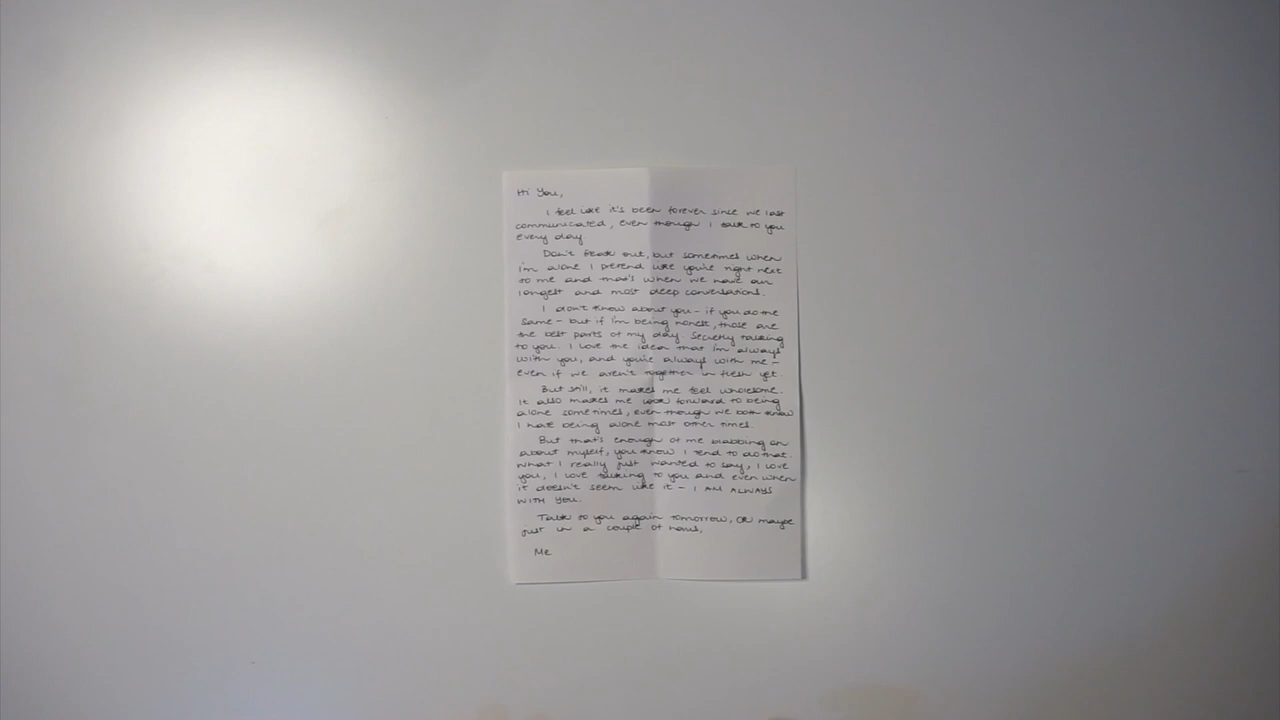 Hi You,
I feel like it's been forever since we last
communicated, even though I talk to you
every day.
Don't freak out, but sometimes when
I'm alone I pretend like you're right next
to me and that's when we have our
longest and most deep conversations.
I don't know about you - if you do the
same - but if I'm being honest, those are
the best parts of my day secretly talking
to you. I love the idea that I'm always
with you, and you're always with me -
even if we aren't together in flesh yet.
But still, it makes me feel wholesome.
It also makes me look forward to being
alone sometimes, even though we both know
I hate being alone most other times.
But that's enough of me blabbing on
about myself, you know I tend to do that.
What I really just wanted to say, I love
you, I love talking to you and even when
it doesn't seem like it - I AM ALWAYS
WITH YOU.
Talk to you again tomorrow, OR maybe
just in a couple of hours,
Me